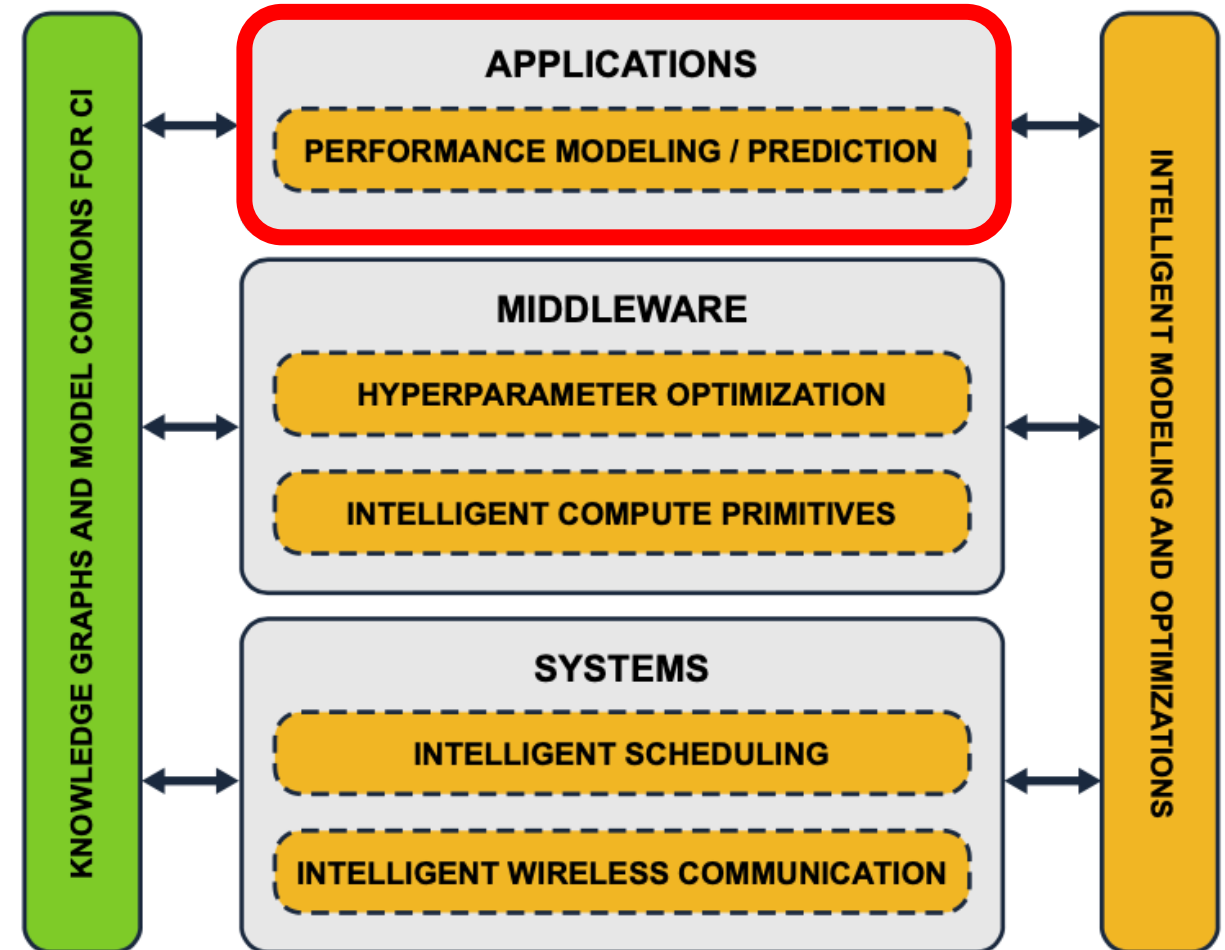 KNOWLEDGE GRAPHS AND MODEL COMMONS FOR CI
APPLICATIONS
PERFORMANCE MODELING / PREDICTION
MIDDLEWARE
HYPERPARAMETER OPTIMIZATION
INTELLIGENT COMPUTE PRIMITIVES
SYSTEMS
INTELLIGENT SCHEDULING
INTELLIGENT WIRELESS COMMUNICATION
INTELLIGENT MODELING AND OPTIMIZATIONS